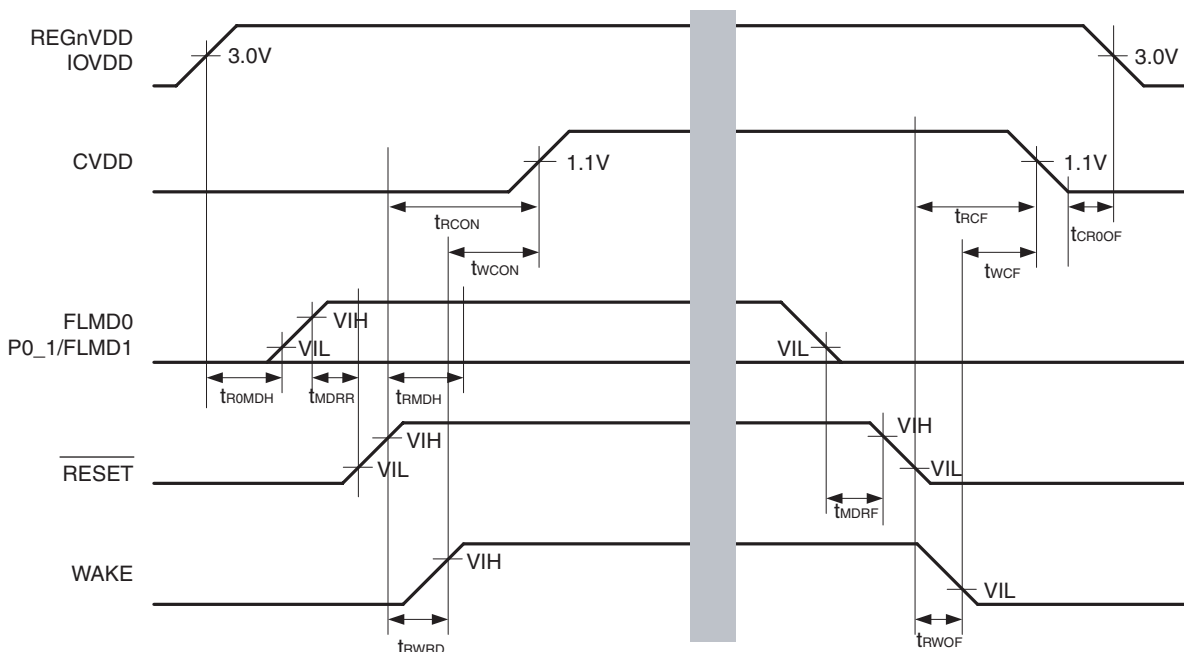 REGnVDD
IOVDD
3.0V
3.0V
CVDD
1.1V
1.1V
tRCON
tRCF
tCR0OF
tWCON
tWCF
FLMD0
P0_1/FLMD1
VIH
VIL
VIL
tR0MDH
tMDRR
tRMDH
RESET
VIH
VIL
VIH
VIL
tMDRF
WAKE
VIH
VIL
tRWRD
tRWOF